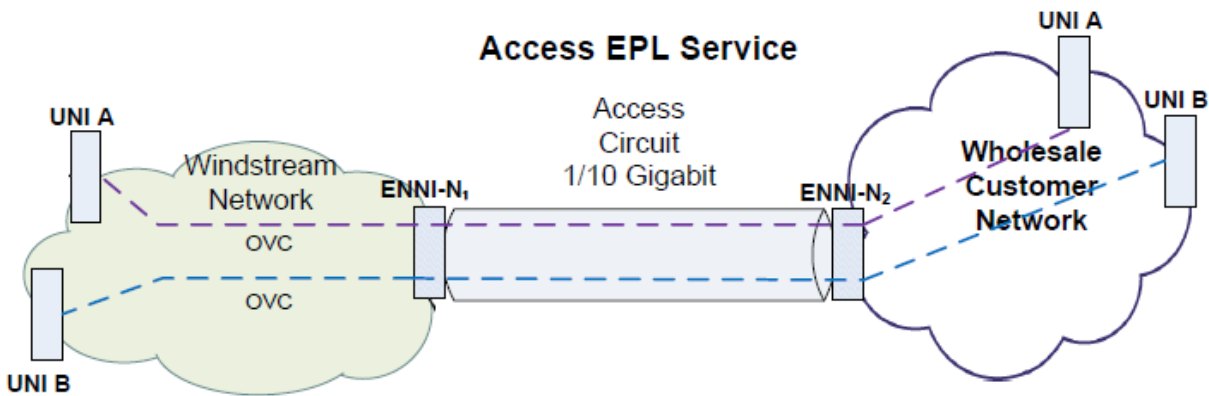 Access EPL Service
UNI A
UNI B
UNI A
Windstream
Network
OVC
OVC
UNI B
ENNI-N₁
Access
Circuit
1/10 Gigabit
ENNI-N₂
Wholesale
Customer
Network